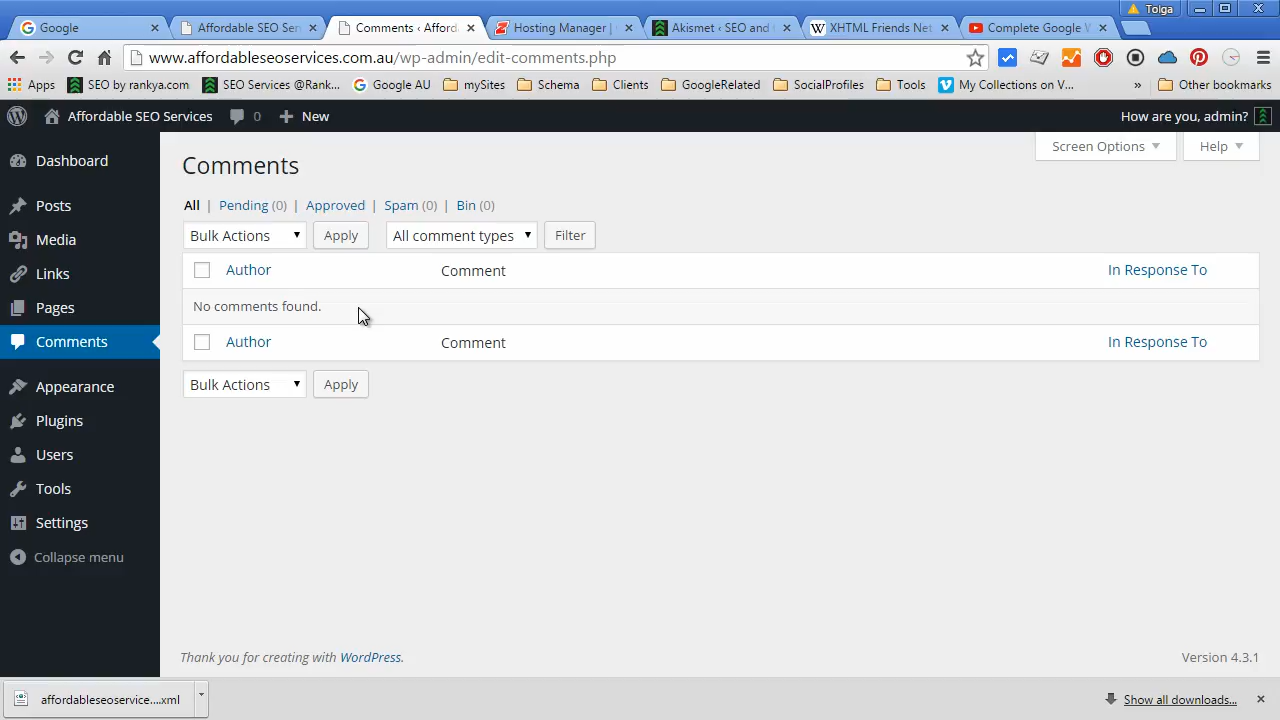 Tolga
Google
Affordable SEO Serv
Comments ‹ Afforda
Hosting Manager |
Akismet ‹ SEO and
XHTML Friends Net
Complete Google W
www.affordableseoservices.com.au/wp-admin/edit-comments.php
Apps
SEO by rankya.com
SEOServices @Rank...
Google AU
mySites
Schema
Clients
GoogleRelated
SocialProfiles
Tools
My Collections on V...
»
Other bookmarks
Affordable SEO Services
0
New
How are you, admin?
Screen Options
Help
Dashboard
Posts
Media
Links
Pages
Comments
Appearance
Plugins
Users
Tools
Settings
Collapse menu
Comments
All | Pending (0) | Approved | Spam (0) | Bin (0)
Bulk Actions
Apply
All comment types
Filter
Author
Comment
In Response To
No comments found.
Author
Comment
In Response To
Bulk Actions
Apply
Thank you for creating with WordPress.
Version 4.3.1
affordableseoservice....xml
Show all downloads...